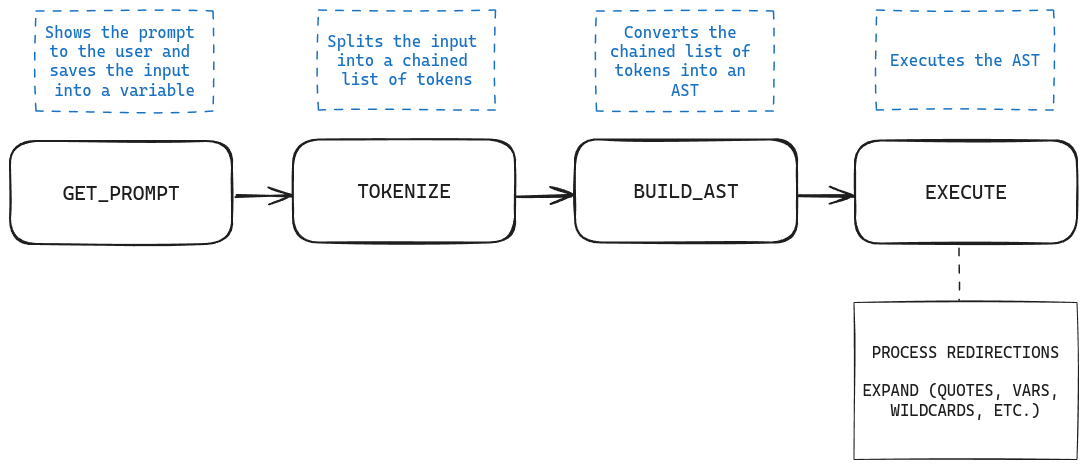 Shows the prompt
to the user and
saves the input
into a variable
Splits the input
into a chained
list of tokens
Converts the
chained list of
tokens into an
AST
Executes the AST
GET_PROMPT
TOKENIZE
BUILD_AST
EXECUTE
PROCESS REDIRECTIONS
EXPAND (QUOTES, VARS,
WILDCARDS, ETC.)